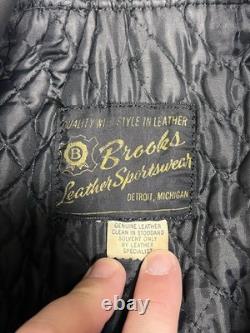 QUALITY WITH STYLE IN LEATHER
B
Brooks
Leather Sportswear
DETROIT, MICHIGAN
GENUINE LEATHER
CLEAN IN STODDARD
SOLVENT ONLY
BY LEATHER
SPECIALIST